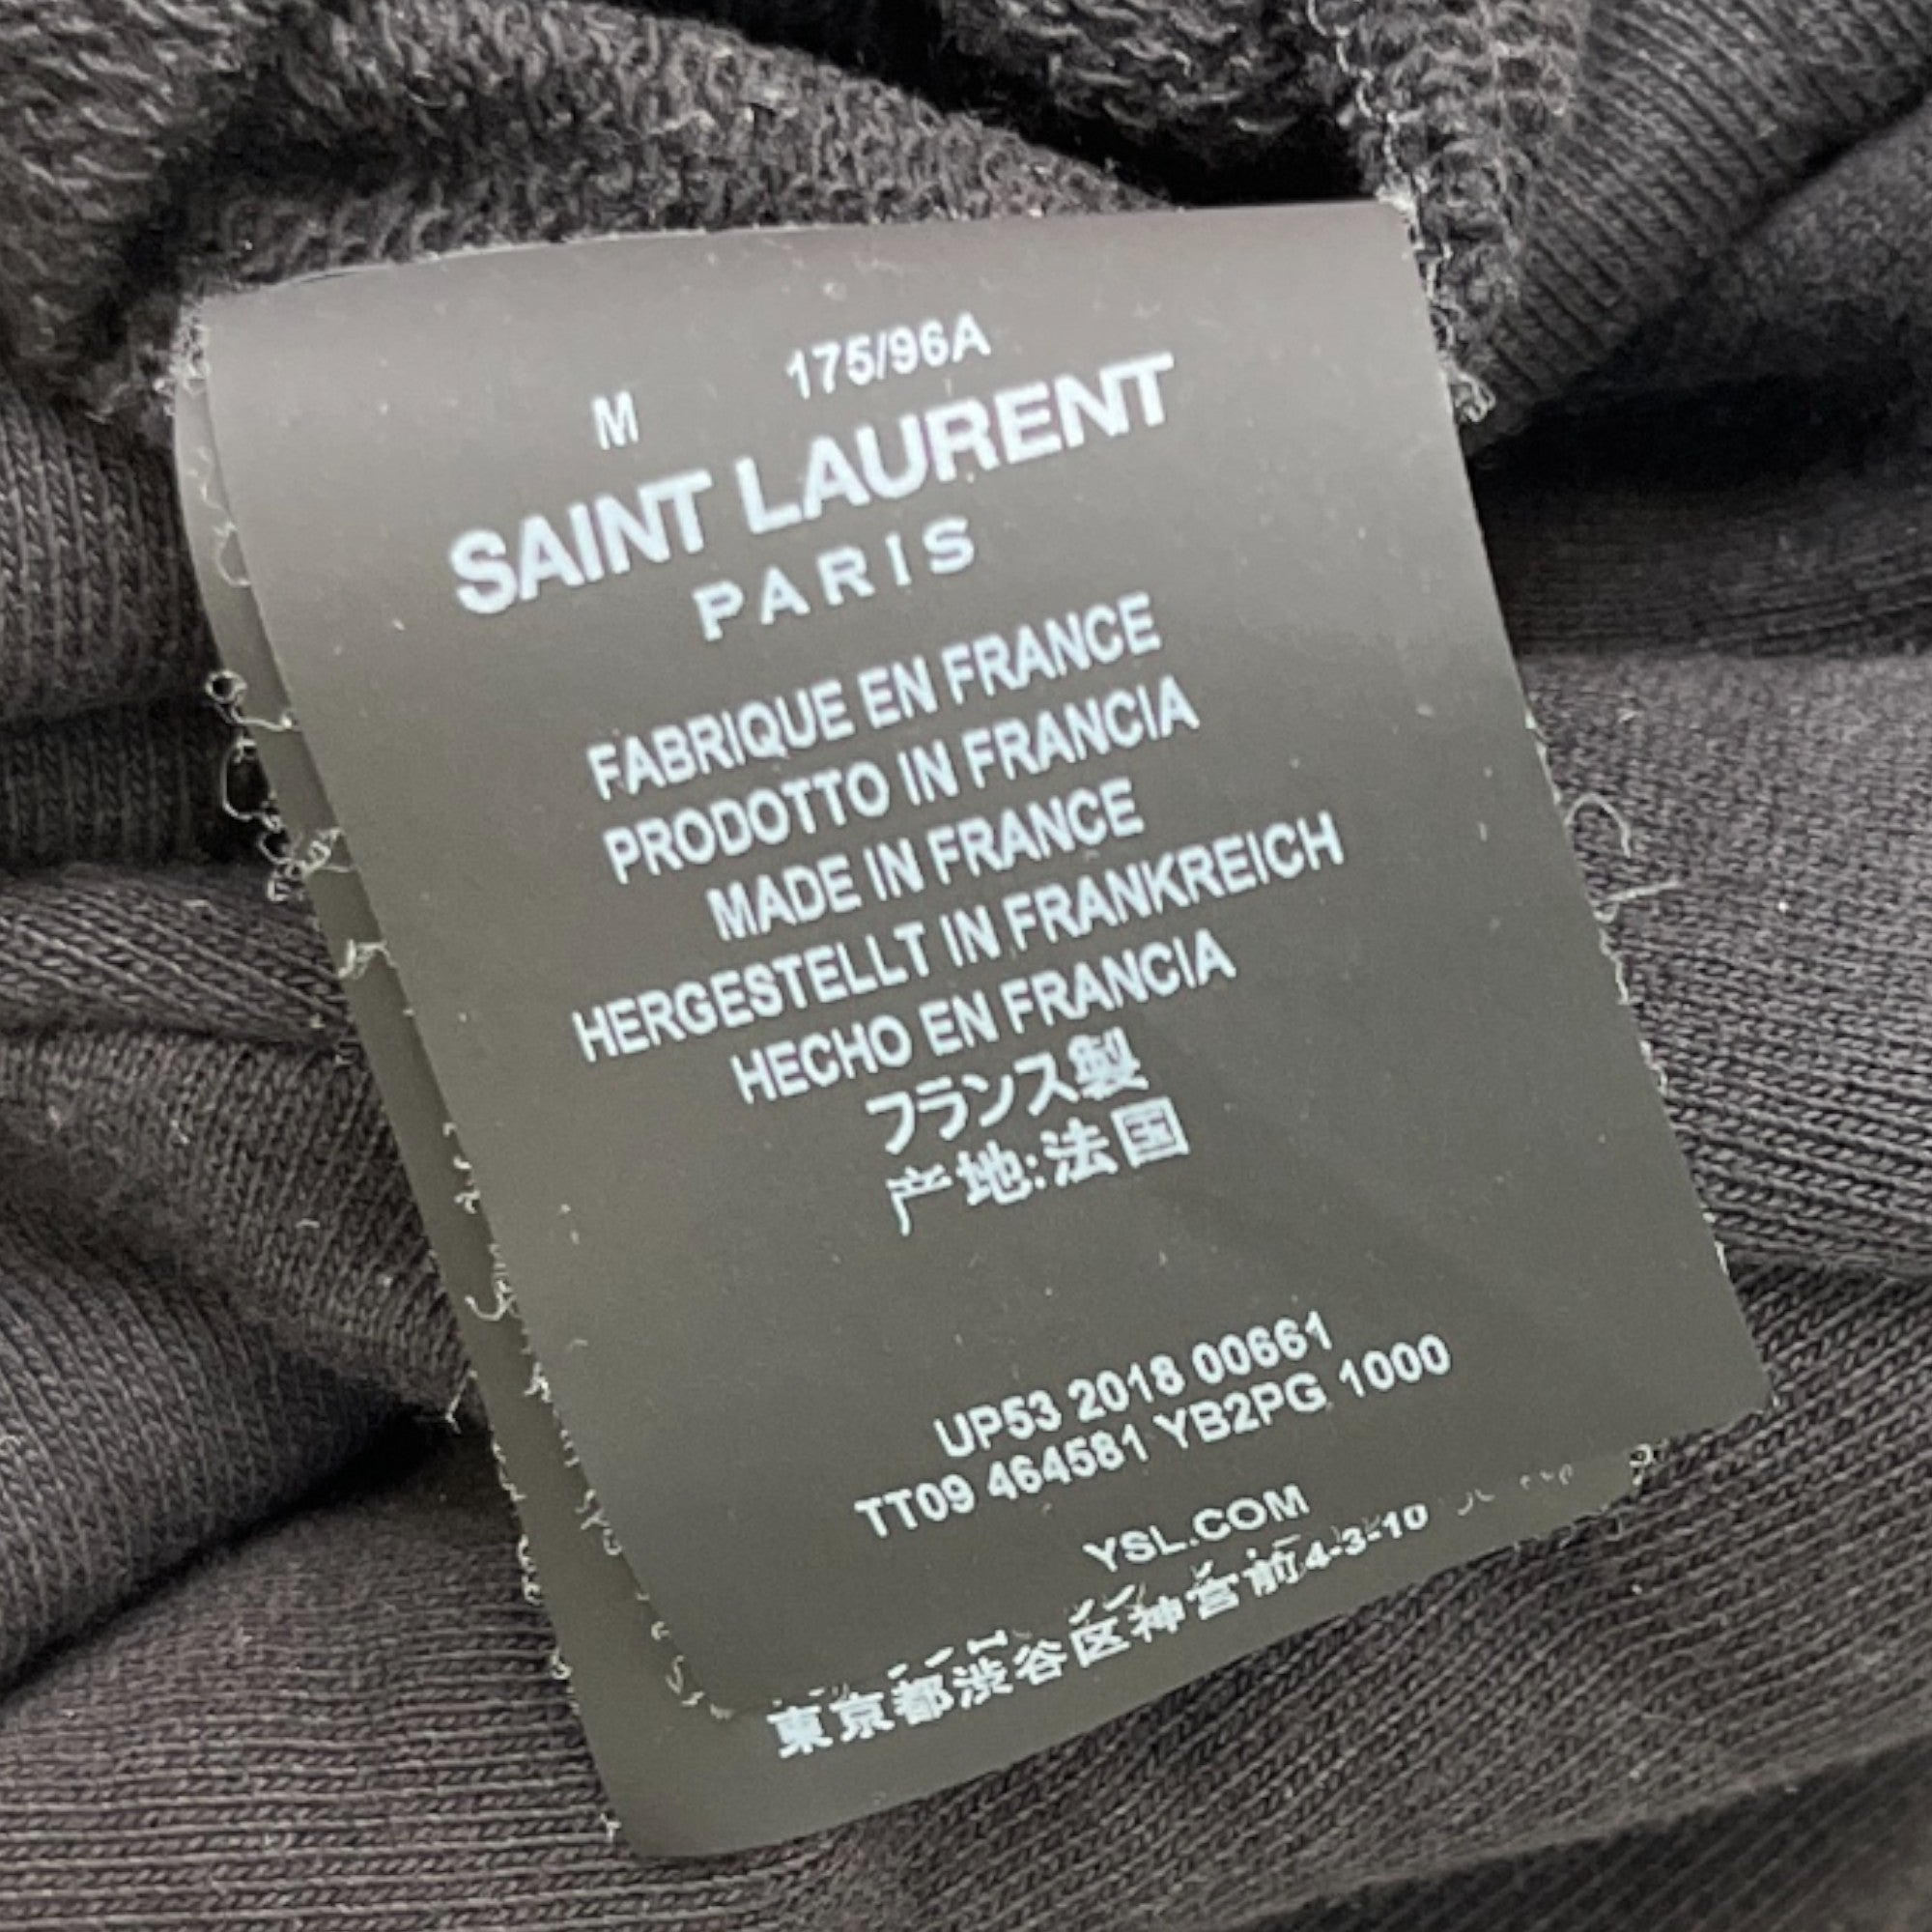 M 175/96A
SAINT LAURENT
PARIS
FABRIQUE EN FRANCE
PRODOTTO IN FRANCIA
MADE IN FRANCE
HERGESTELLT IN FRANKREICH
HECHO EN FRANCIA
フランス製
产地:法国
UP53 2018 00661
TT09 464581 YB2PG 1000
YSL.COM
東京都渋谷区神宮前4-3-10